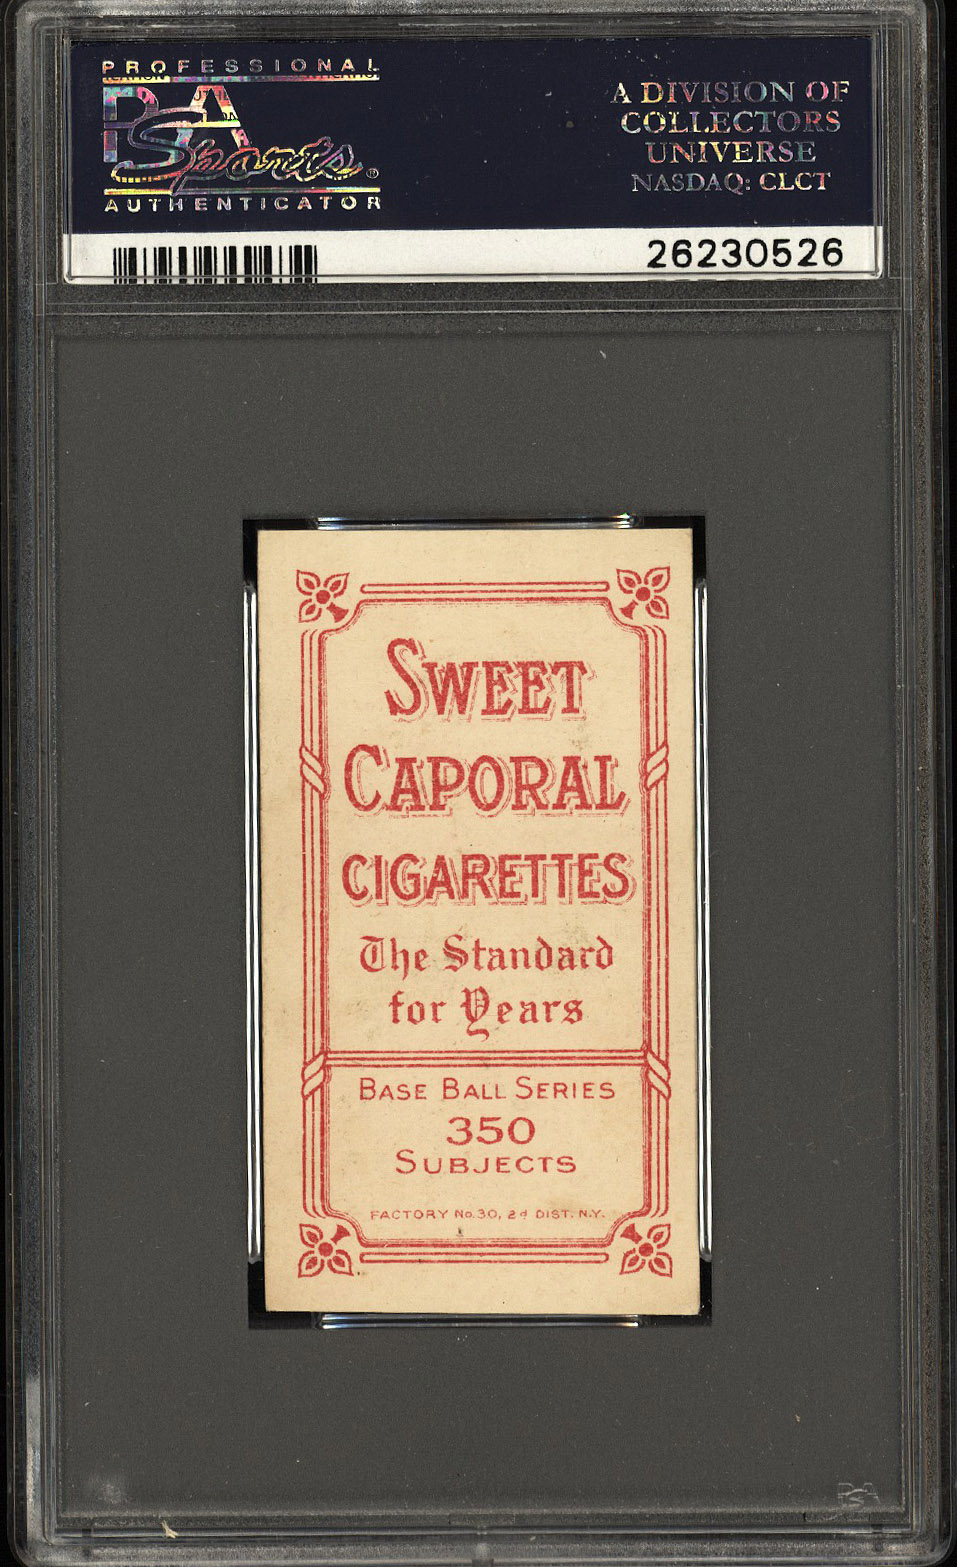 PROFESSIONAL
PSA
Sports®
AUTHENTICATOR
A DIVISION OF
COLLECTORS
UNIVERSE
NASDAQ: CLCT
26230526
SWEET
CAPORAL
CIGARETTES
The Standard
for Years
BASE BALL SERIES
350
SUBJECTS
FACTORY No. 30, 2d DIST. N.Y.
PSA